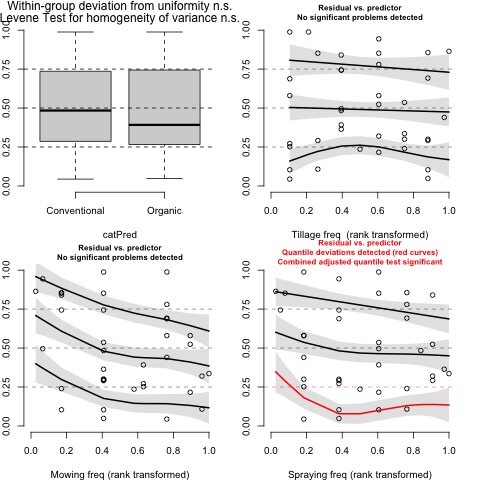 Within-group deviation from uniformity n.s.
Levene Test for homogeneity of variance n.s.
0.00 0.25 0.50 0.75 1.00
Conventional Organic
catPred
Residual vs. predictor
No significant problems detected
0.00 0.25 0.50 0.75 1.00
0.0 0.2 0.4 0.6 0.8 1.0
Tillage freq (rank transformed)
Residual vs. predictor
No significant problems detected
0.00 0.25 0.50 0.75 1.00
0.0 0.2 0.4 0.6 0.8 1.0
Mowing freq (rank transformed)
Residual vs. predictor
Quantile deviations detected (red curves)
Combined adjusted quantile test significant
0.00 0.25 0.50 0.75 1.00
0.0 0.2 0.4 0.6 0.8 1.0
Spraying freq (rank transformed)